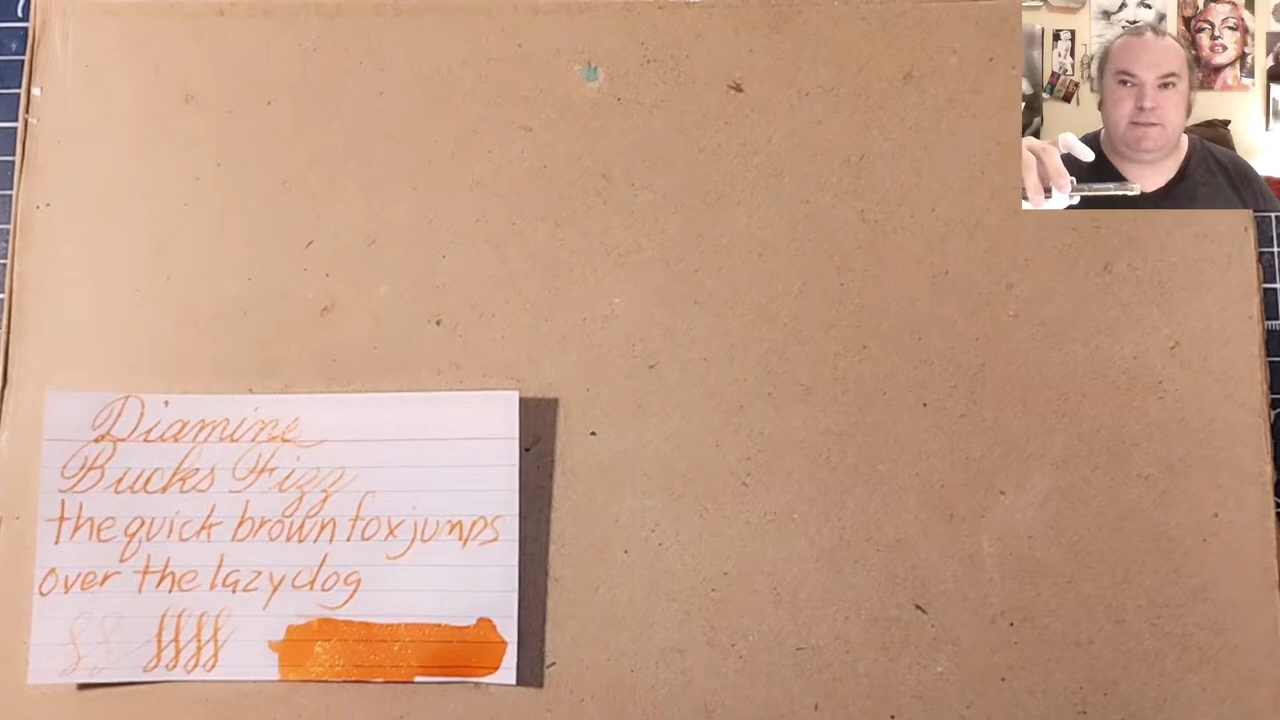 Diamine
Bucks Fizz
the quick brown fox jumps
over the lazy dog